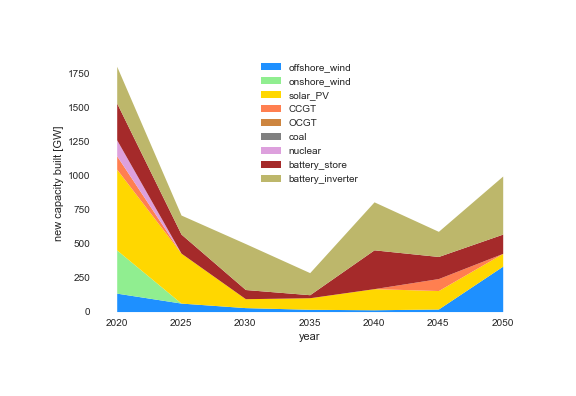 1750
1500
1250
1000
750
500
250
0
new capacity built [GW]
offshore_wind
onshore_wind
solar_PV
CCGT
OCGT
coal
nuclear
battery_store
battery_inverter
2020 2025 2030 2035 2040 2045 2050
year